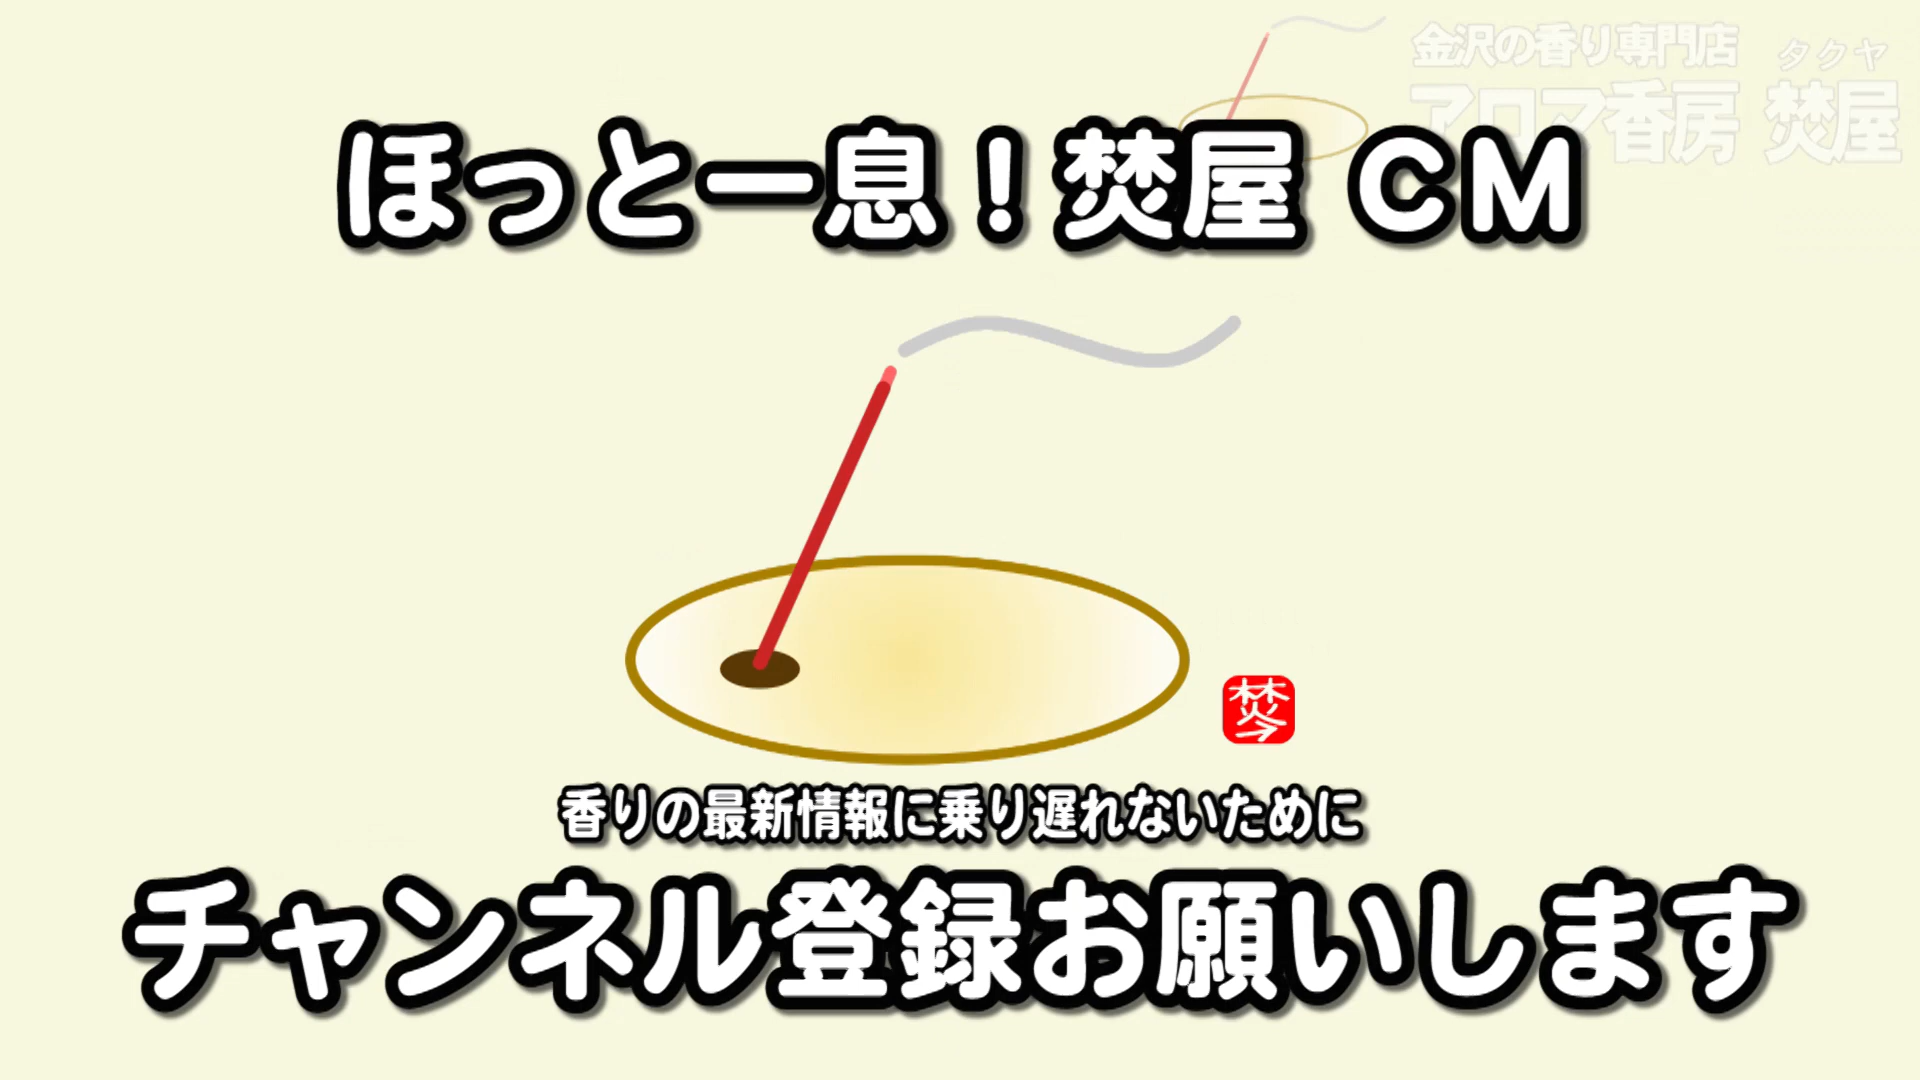 金沢の香り専門店
タクヤ
アロマ香房 焚屋
ほっと一息！焚屋 CM
香りの最新情報に乗り遅れないために
チャンネル登録お願いします